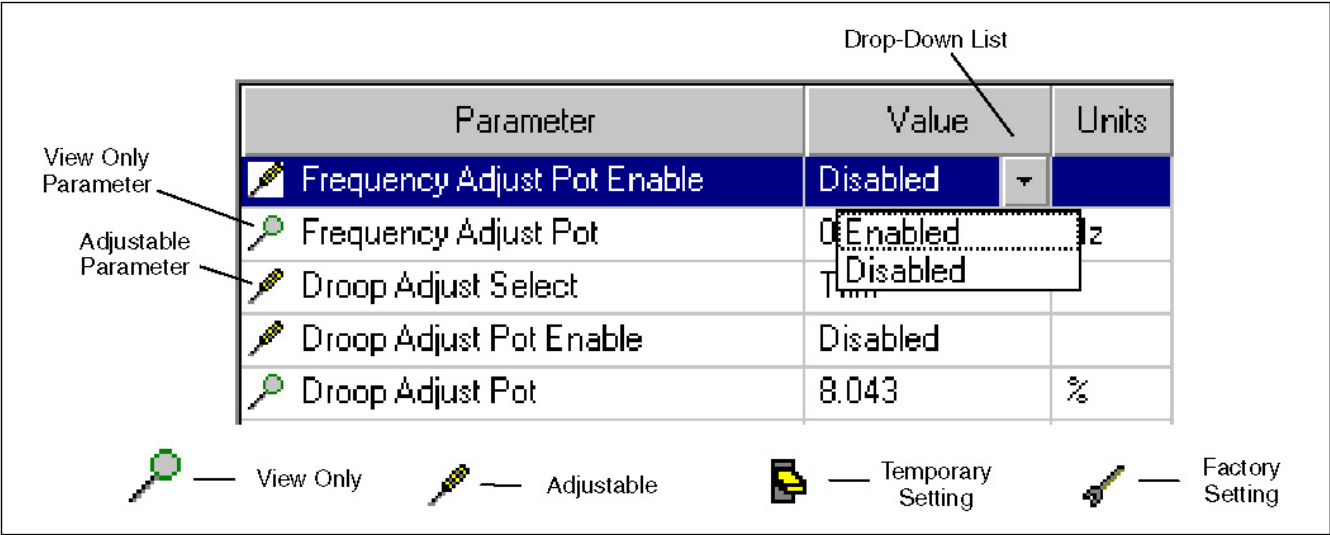 Drop-Down List
Parameter Value Units
View Only
Parameter
Frequency Adjust Pot Enable Disabled
Frequency Adjust Pot
Enabled
Adjustable
Parameter
Droop Adjust Select
Disabled
Droop Adjust Pot Enable Disabled
Droop Adjust Pot 8.043 %
View Only
Adjustable
Temporary
Setting
Factory
Setting